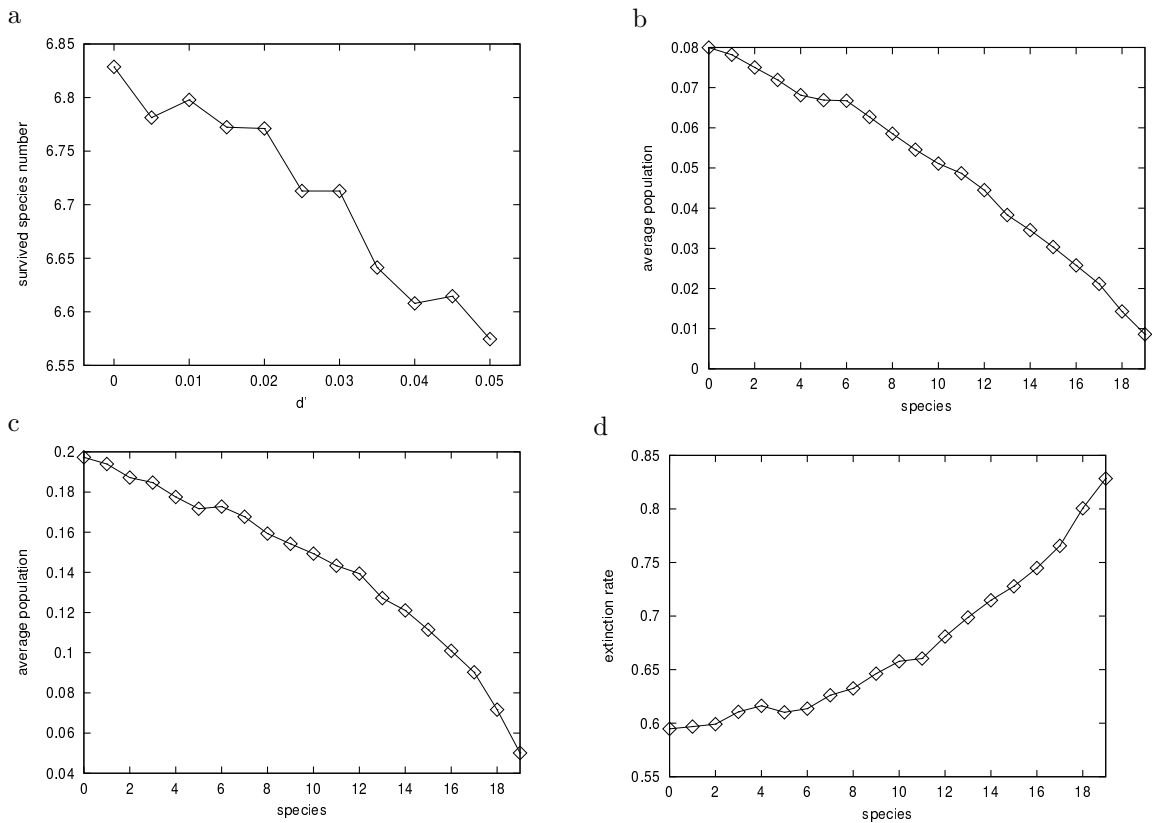 a
6.85
6.8
6.75
6.7
6.65
6.6
6.55
survived species number
0 0.01 0.02 0.03 0.04 0.05
d'
b
0.08
0.07
0.06
0.05
0.04
0.03
0.02
0.01
0
average population
0 2 4 6 8 10 12 14 16 18
species
c
0.2
0.18
0.16
0.14
0.12
0.1
0.08
0.06
0.04
average population
0 2 4 6 8 10 12 14 16 18
species
d
0.85
0.8
0.75
0.7
0.65
0.6
0.55
extinction rate
0 2 4 6 8 10 12 14 16 18
species